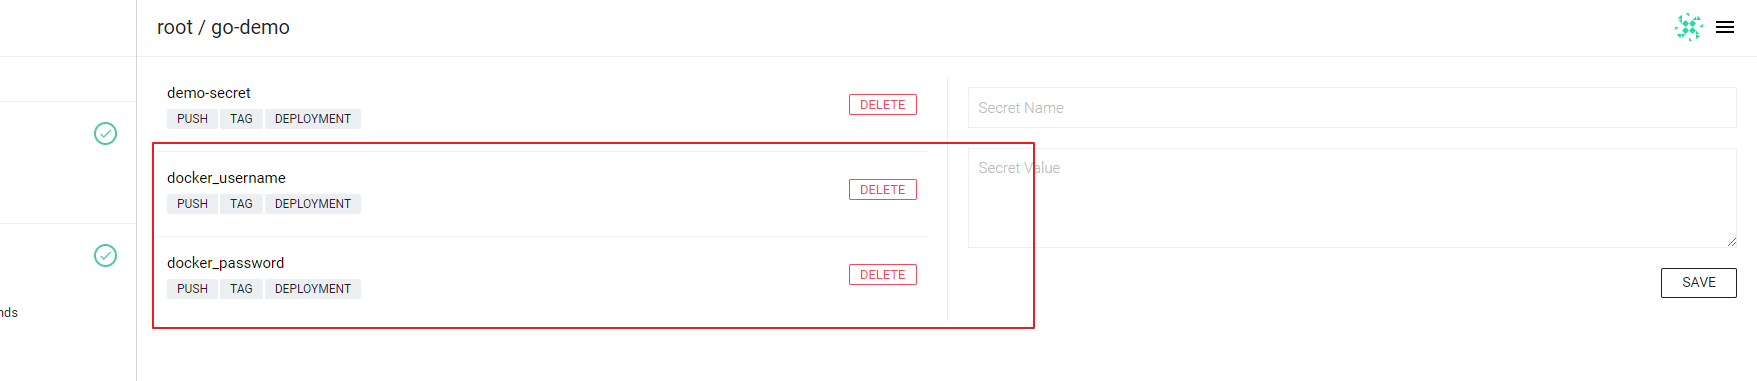 root / go-demo
demo-secret
DELETE
PUSH TAG DEPLOYMENT
docker_username
DELETE
PUSH TAG DEPLOYMENT
docker_password
DELETE
PUSH TAG DEPLOYMENT
Secret Name
Secret Value
SAVE
nds